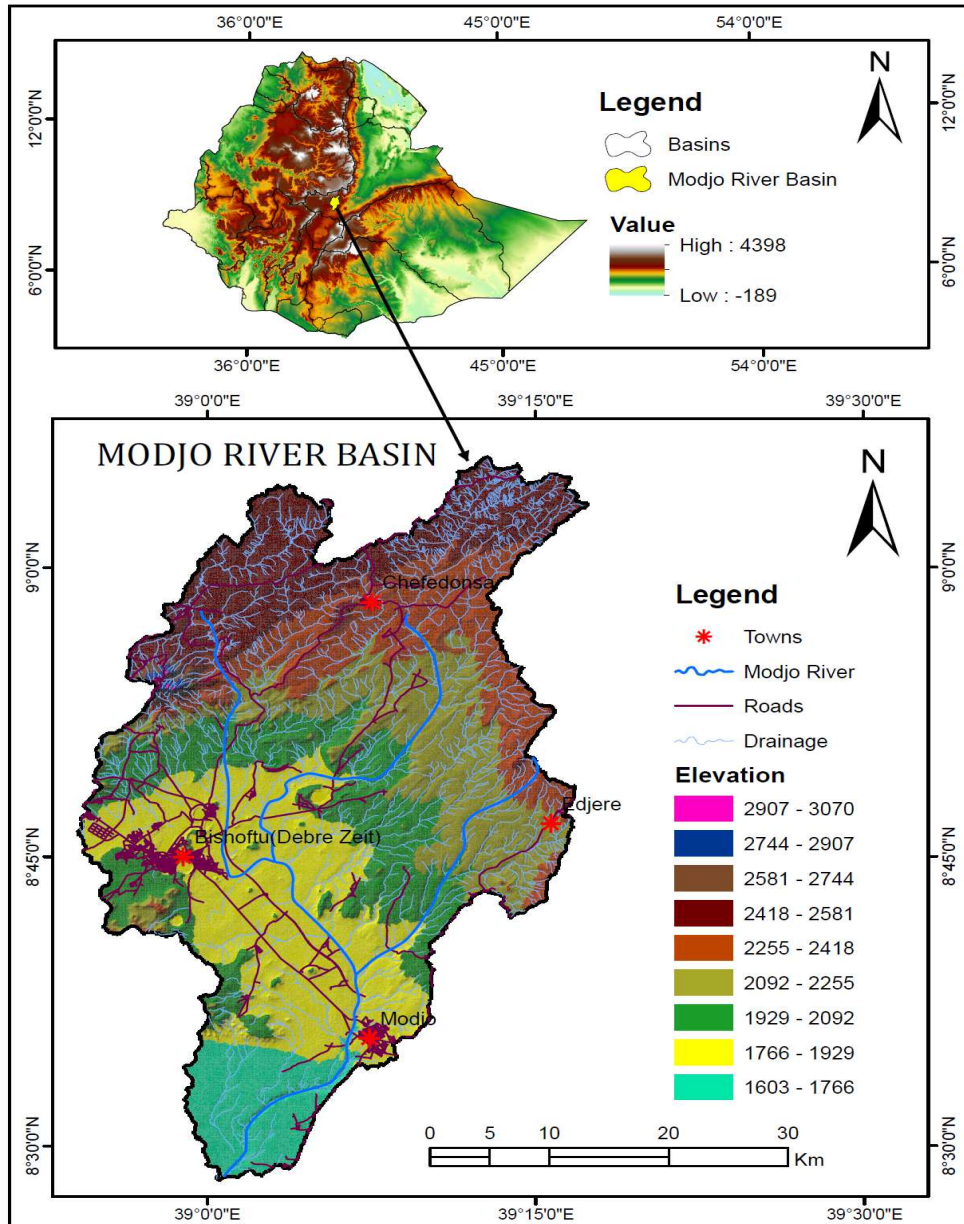 36°0'0"E 45°0'0"E 54°0'0"E
12°0'0"N
6°0'0"N
N
Legend
Basins
Modjo River Basin
Value
High : 4398
Low : -189
12°0'0"N
6°0'0"N
36°0'0"E 45°0'0"E 54°0'0"E
39°0'0"E 39°15'0"E 39°30'0"E
MODJO RIVER BASIN
N
9°0'0"N
8°45'0"N
8°30'0"N
Chefedonsa
Edjere
Bishoftu(Debre Zeit)
Modjo
Legend
Towns
Modjo River
Roads
Drainage
Elevation
2907 - 3070
2744 - 2907
2581 - 2744
2418 - 2581
2255 - 2418
2092 - 2255
1929 - 2092
1766 - 1929
1603 - 1766
0 5 10 20 30
Km
9°0'0"N
8°45'0"N
8°30'0"N
39°0'0"E 39°15'0"E 39°30'0"E